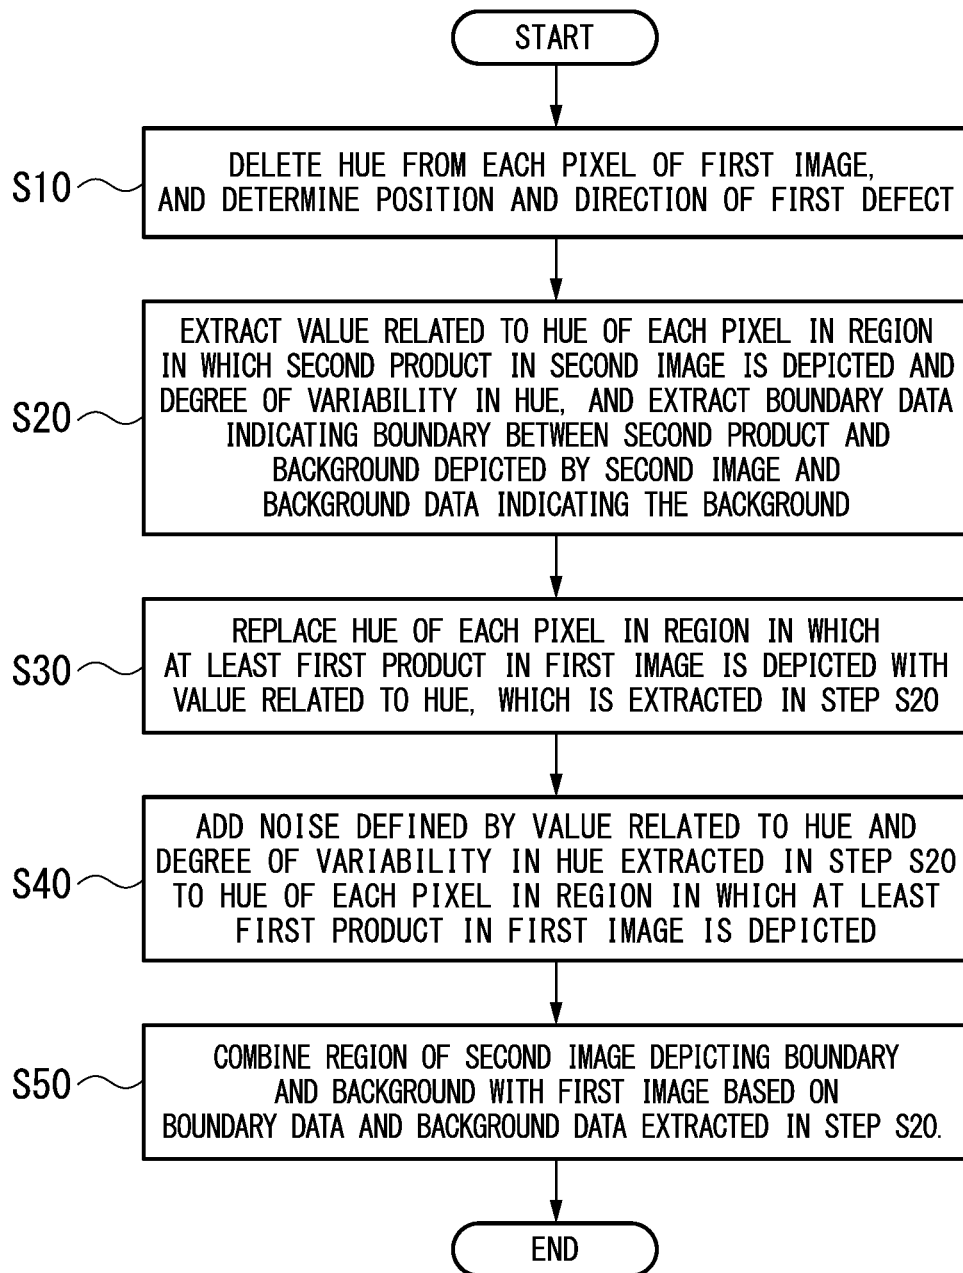 START
S10
DELETE HUE FROM EACH PIXEL OF FIRST IMAGE,
AND DETERMINE POSITION AND DIRECTION OF FIRST DEFECT
S20
EXTRACT VALUE RELATED TO HUE OF EACH PIXEL IN REGION
IN WHICH SECOND PRODUCT IN SECOND IMAGE IS DEPICTED AND
DEGREE OF VARIABILITY IN HUE, AND EXTRACT BOUNDARY DATA
INDICATING BOUNDARY BETWEEN SECOND PRODUCT AND
BACKGROUND DEPICTED BY SECOND IMAGE AND
BACKGROUND DATA INDICATING THE BACKGROUND
S30
REPLACE HUE OF EACH PIXEL IN REGION IN WHICH
AT LEAST FIRST PRODUCT IN FIRST IMAGE IS DEPICTED WITH
VALUE RELATED TO HUE, WHICH IS EXTRACTED IN STEP S20
S40
ADD NOISE DEFINED BY VALUE RELATED TO HUE AND
DEGREE OF VARIABILITY IN HUE EXTRACTED IN STEP S20
TO HUE OF EACH PIXEL IN REGION IN WHICH AT LEAST
FIRST PRODUCT IN FIRST IMAGE IS DEPICTED
S50
COMBINE REGION OF SECOND IMAGE DEPICTING BOUNDARY
AND BACKGROUND WITH FIRST IMAGE BASED ON
BOUNDARY DATA AND BACKGROUND DATA EXTRACTED IN STEP S20.
END